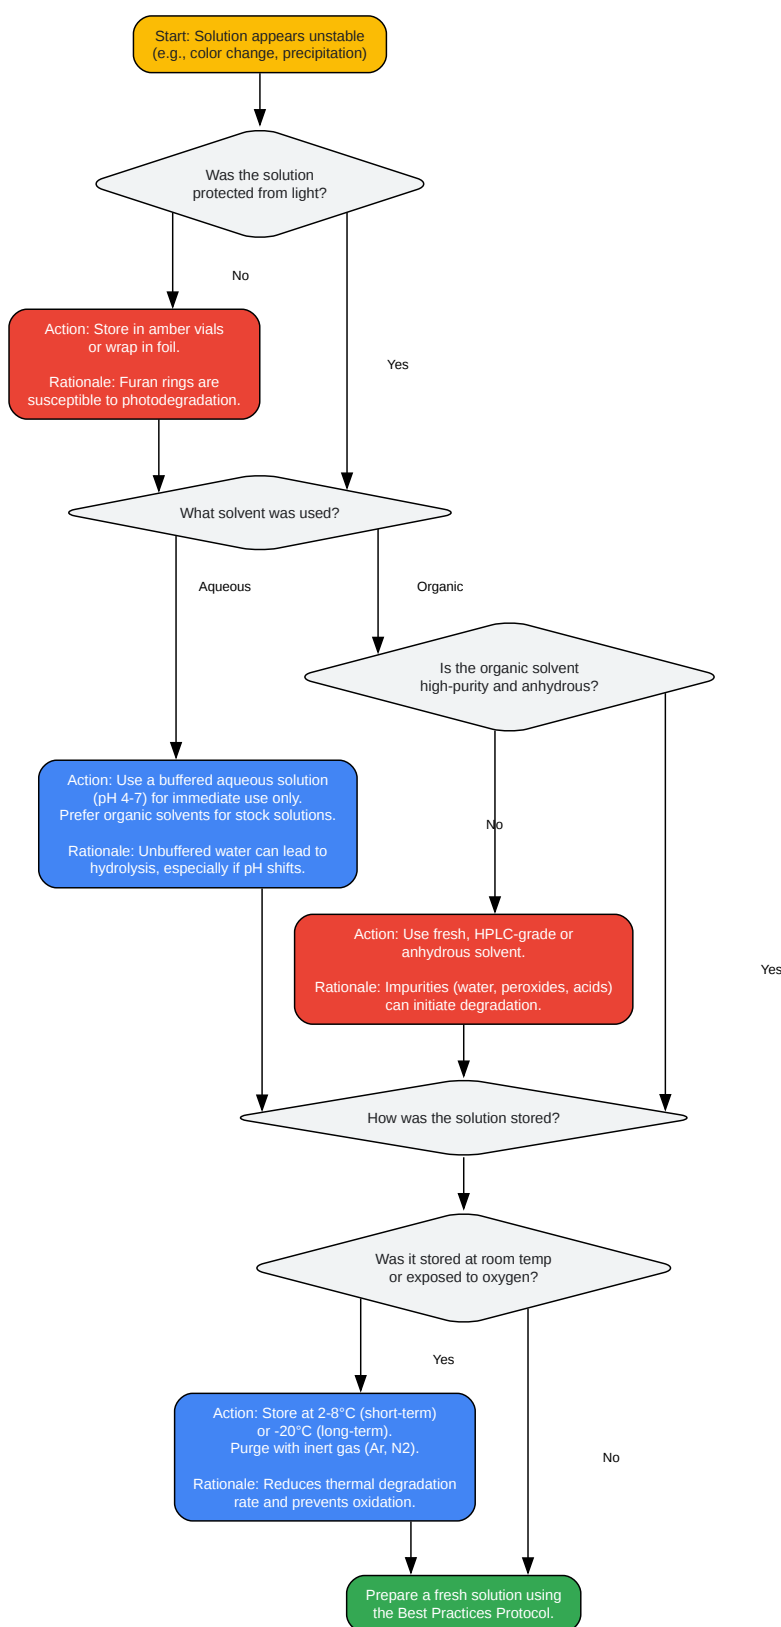 Start: Solution appears unstable
(e.g., color change, precipitation)
Was the solution
protected from light?
No
Action: Store in amber vials
or wrap in foil.
Rationale: Furan rings are
susceptible to photodegradation.
Yes
What solvent was used?
Aqueous
Organic
Is the organic solvent
high-purity and anhydrous?
Action: Use a buffered aqueous solution
(pH 4-7) for immediate use only.
Prefer organic solvents for stock solutions.
Rationale: Unbuffered water can lead to
hydrolysis, especially if pH shifts.
No
Action: Use fresh, HPLC-grade or
anhydrous solvent.
Rationale: Impurities (water, peroxides, acids)
can initiate degradation.
Yes
How was the solution stored?
Was it stored at room temp
or exposed to oxygen?
Yes
Action: Store at 2-8°C (short-term)
or -20°C (long-term).
Purge with inert gas (Ar, N2).
Rationale: Reduces thermal degradation
rate and prevents oxidation.
No
Prepare a fresh solution using
the Best Practices Protocol.